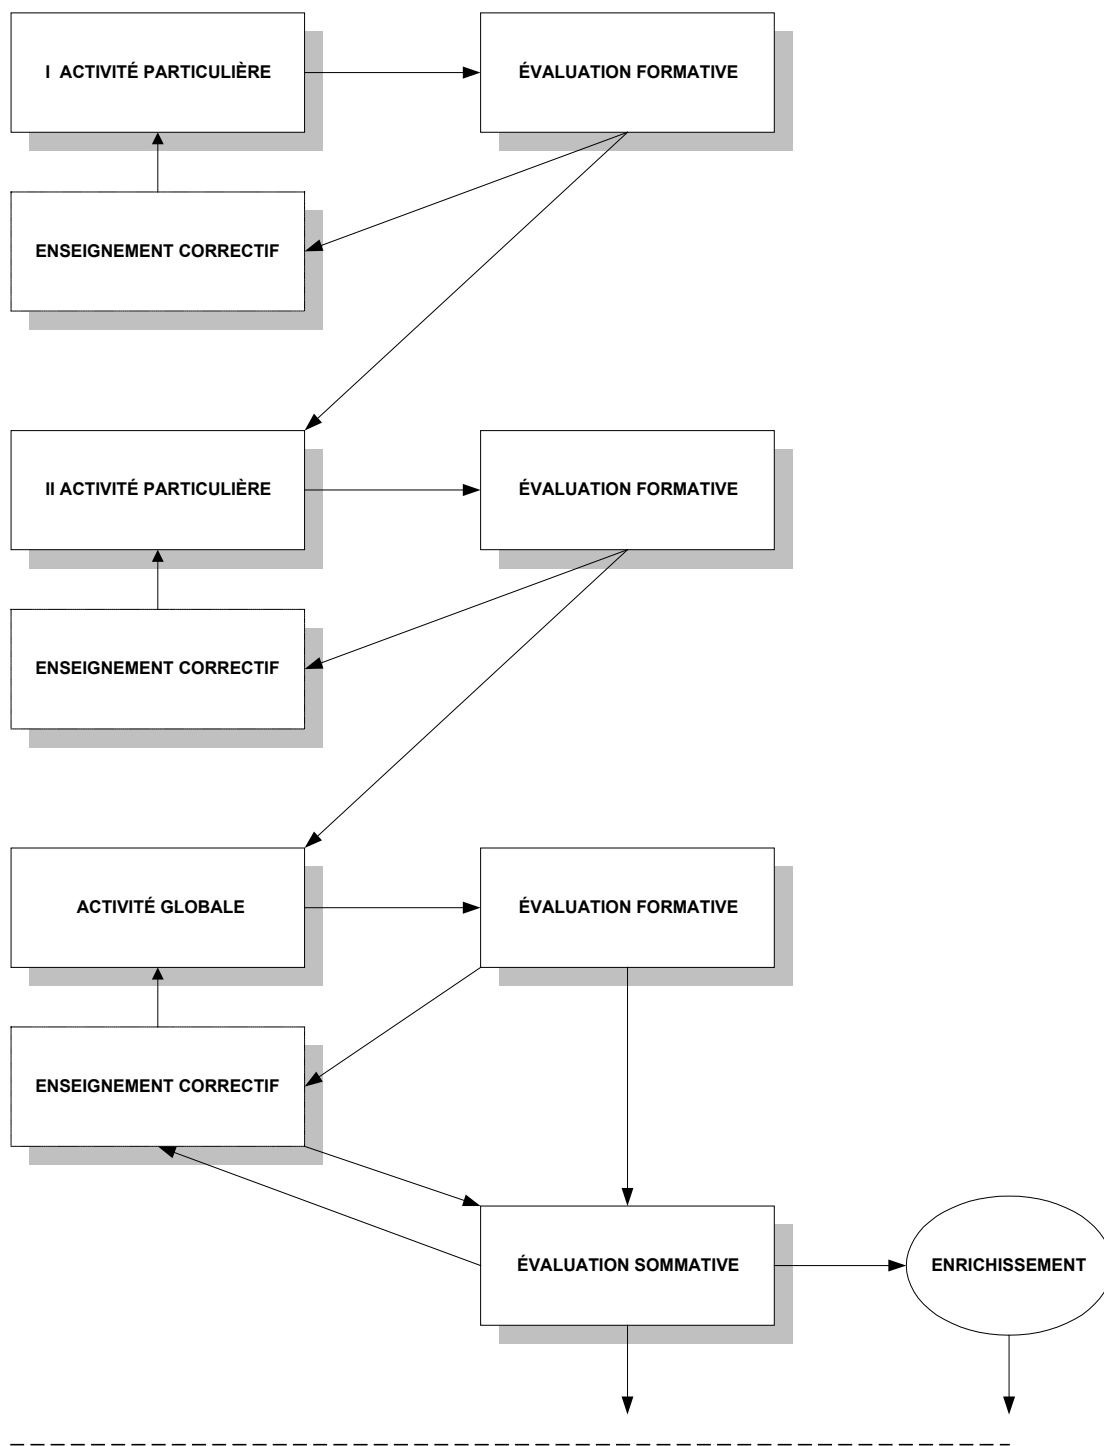 I ACTIVITÉ PARTICULIÈRE
ÉVALUATION FORMATIVE
ENSEIGNEMENT CORRECTIF
II ACTIVITÉ PARTICULIÈRE
ÉVALUATION FORMATIVE
ENSEIGNEMENT CORRECTIF
ACTIVITÉ GLOBALE
ÉVALUATION FORMATIVE
ENSEIGNEMENT CORRECTIF
ÉVALUATION SOMMATIVE
ENRICHISSEMENT